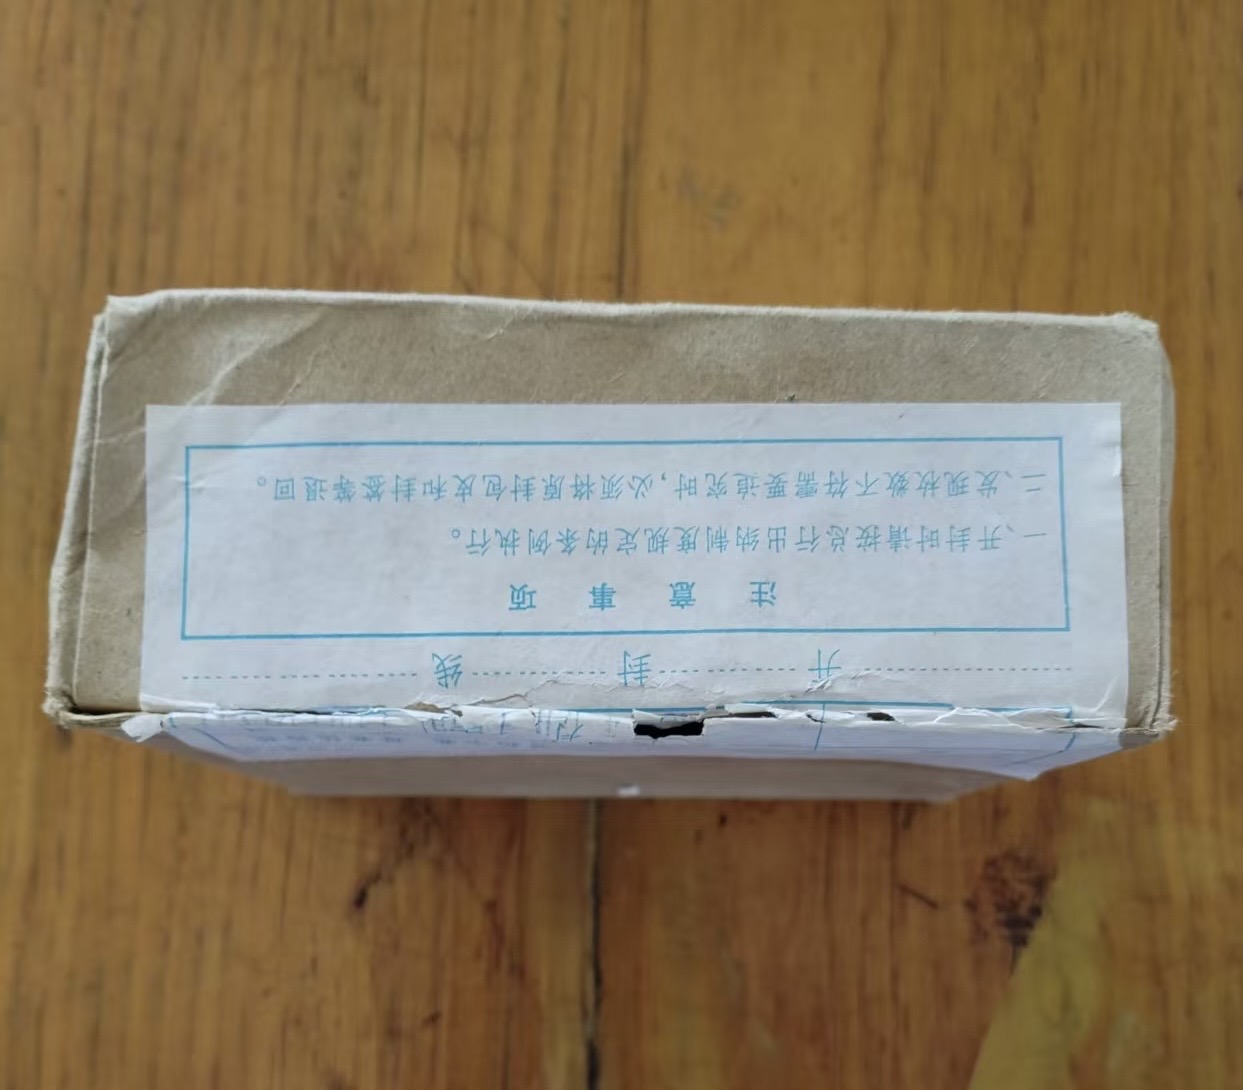 开封线
注意事项
一、开封时请按总行出纳制度规定的条例执行。
二、发现枚数不符需要追究时,必须将原封包皮和封签等退回。